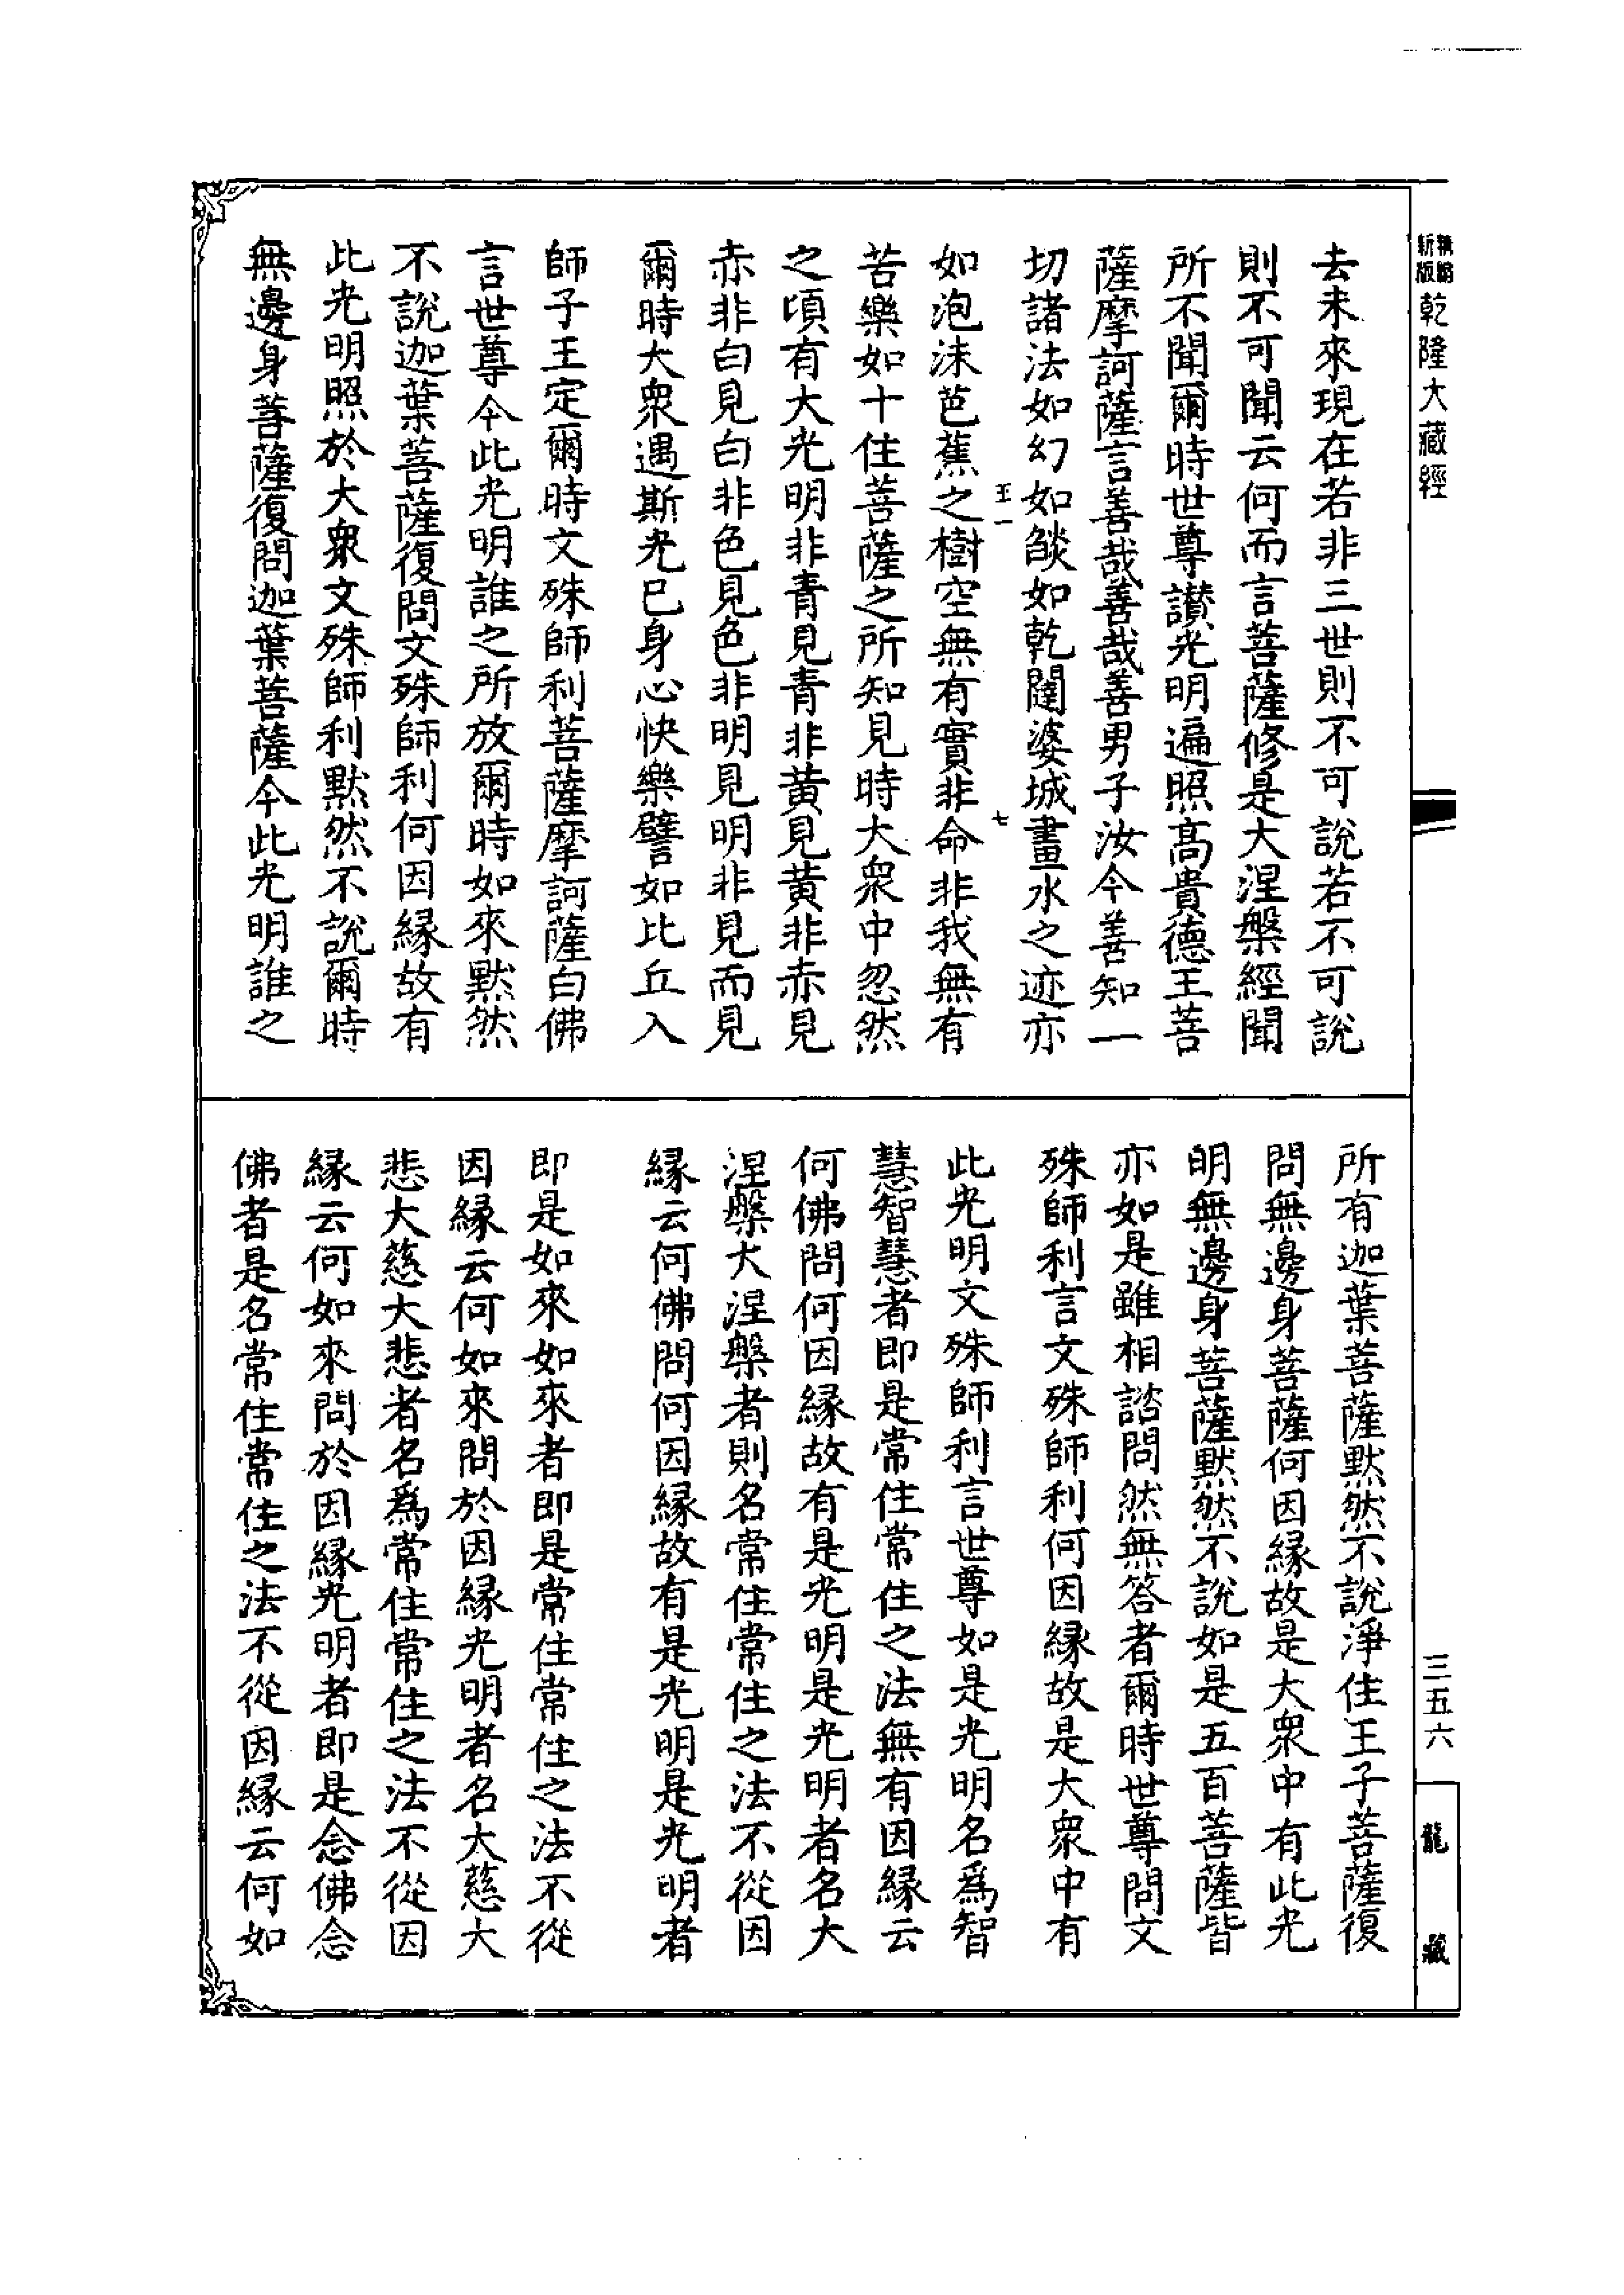 精編
新版
乾隆大藏經
去未來現在若非三世則不可說若不可說
則不可聞云何而言菩薩修是大涅槃經聞
所不聞爾時世尊讃光明遍照髙貴德王菩
薩摩訶薩言善哉善哉善男子汝今善知一
切諸法如幻如𦦨如乾闥婆城畫水之迹亦
王一
七
如泡沫芭蕉之樹空無有實非命非我無有
苦樂如十住菩薩之所知見時大眾中忽然
之頃有大光明非青見青非黄見黄非赤見
赤非白見白非色見色非明見明非見而見
爾時大眾遇斯光已身心快樂譬如比丘入
師子王定爾時文殊師利菩薩摩訶薩白佛
言世尊今此光明誰之所放爾時如來黙然
不說迦葉菩薩復問文殊師利何因緣故有
此光明照於大眾文殊師利黙然不說爾時
無邊身菩薩復問迦葉菩薩今此光明誰之
所有迦葉菩薩黙然不說淨住王子菩薩復
問無邊身菩薩何因緣故是大眾中有此光
明無邊身菩薩黙然不說如是五百菩薩皆
亦如是雖相諮問然無答者爾時世尊問文
殊師利言文殊師利何因緣故是大眾中有
此光明文殊師利言世尊如是光明名爲智
慧智慧者即是常住常住之法無有因緣云
何佛問何因緣故有是光明是光明者名大
涅槃大涅槃者則名常住常住之法不從因
緣云何佛問何因緣故有是光明是光明者
即是如來如來者即是常住常住之法不從
因緣云何如來問於因緣光明者名大慈大
悲大慈大悲者名爲常住常住之法不從因
緣云何如來問於因緣光明者即是念佛念
佛者是名常住常住之法不從因緣云何如
三五六
龍藏